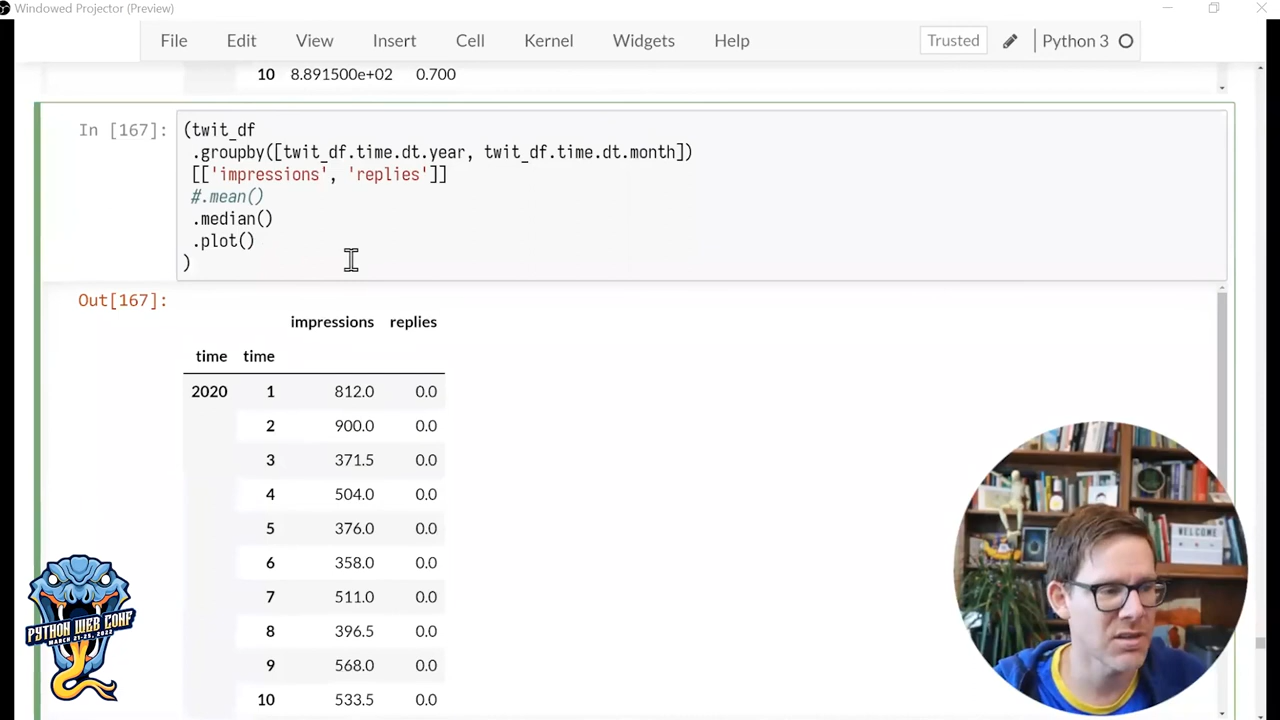 Windowed Projector (Preview)
File Edit View Insert Cell Kernel Widgets Help Trusted Python 3
10 8.891500e+02 0.700
In [167]: (twit_df
.groupby([twit_df.time.dt.year, twit_df.time.dt.month])
[['impressions', 'replies']]
#.mean()
.median()
.plot()
)
Out[167]:
impressions replies
time time
2020 1 812.0 0.0
2 900.0 0.0
3 371.5 0.0
4 504.0 0.0
5 376.0 0.0
6 358.0 0.0
7 511.0 0.0
8 396.5 0.0
9 568.0 0.0
10 533.5 0.0
WELCOME
PYTHON WEB CONF
MARCH 21-25, 2022